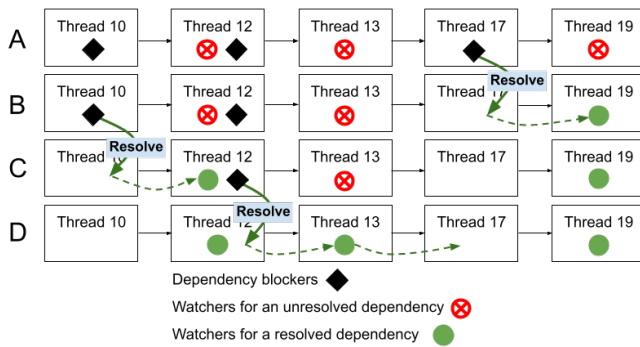 A
Thread 10
Thread 12
Thread 13
Thread 17
Thread 19
B
Thread 10
Thread 12
Thread 13
Resolve
Thread 19
C
Resolve
Thread 12
Thread 13
Thread 17
Thread 19
D
Thread 10
Resolve
Thread 13
Thread 17
Thread 19
Dependency blockers
Watchers for an unresolved dependency
Watchers for a resolved dependency